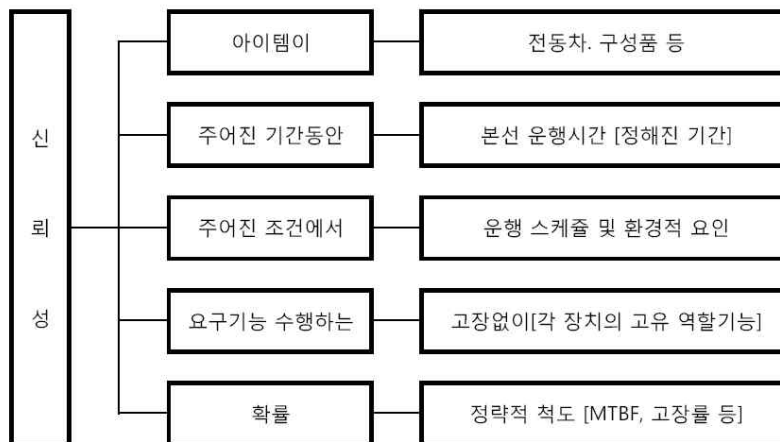 신뢰성
아이템이
전동차. 구성품 등
주어진 기간동안
본선 운행시간 [정해진 기간]
주어진 조건에서
운행 스케쥴 및 환경적 요인
요구기능 수행하는
고장없이[각 장치의 고유 역할기능]
확률
정략적 척도 [MTBF, 고장률 등]